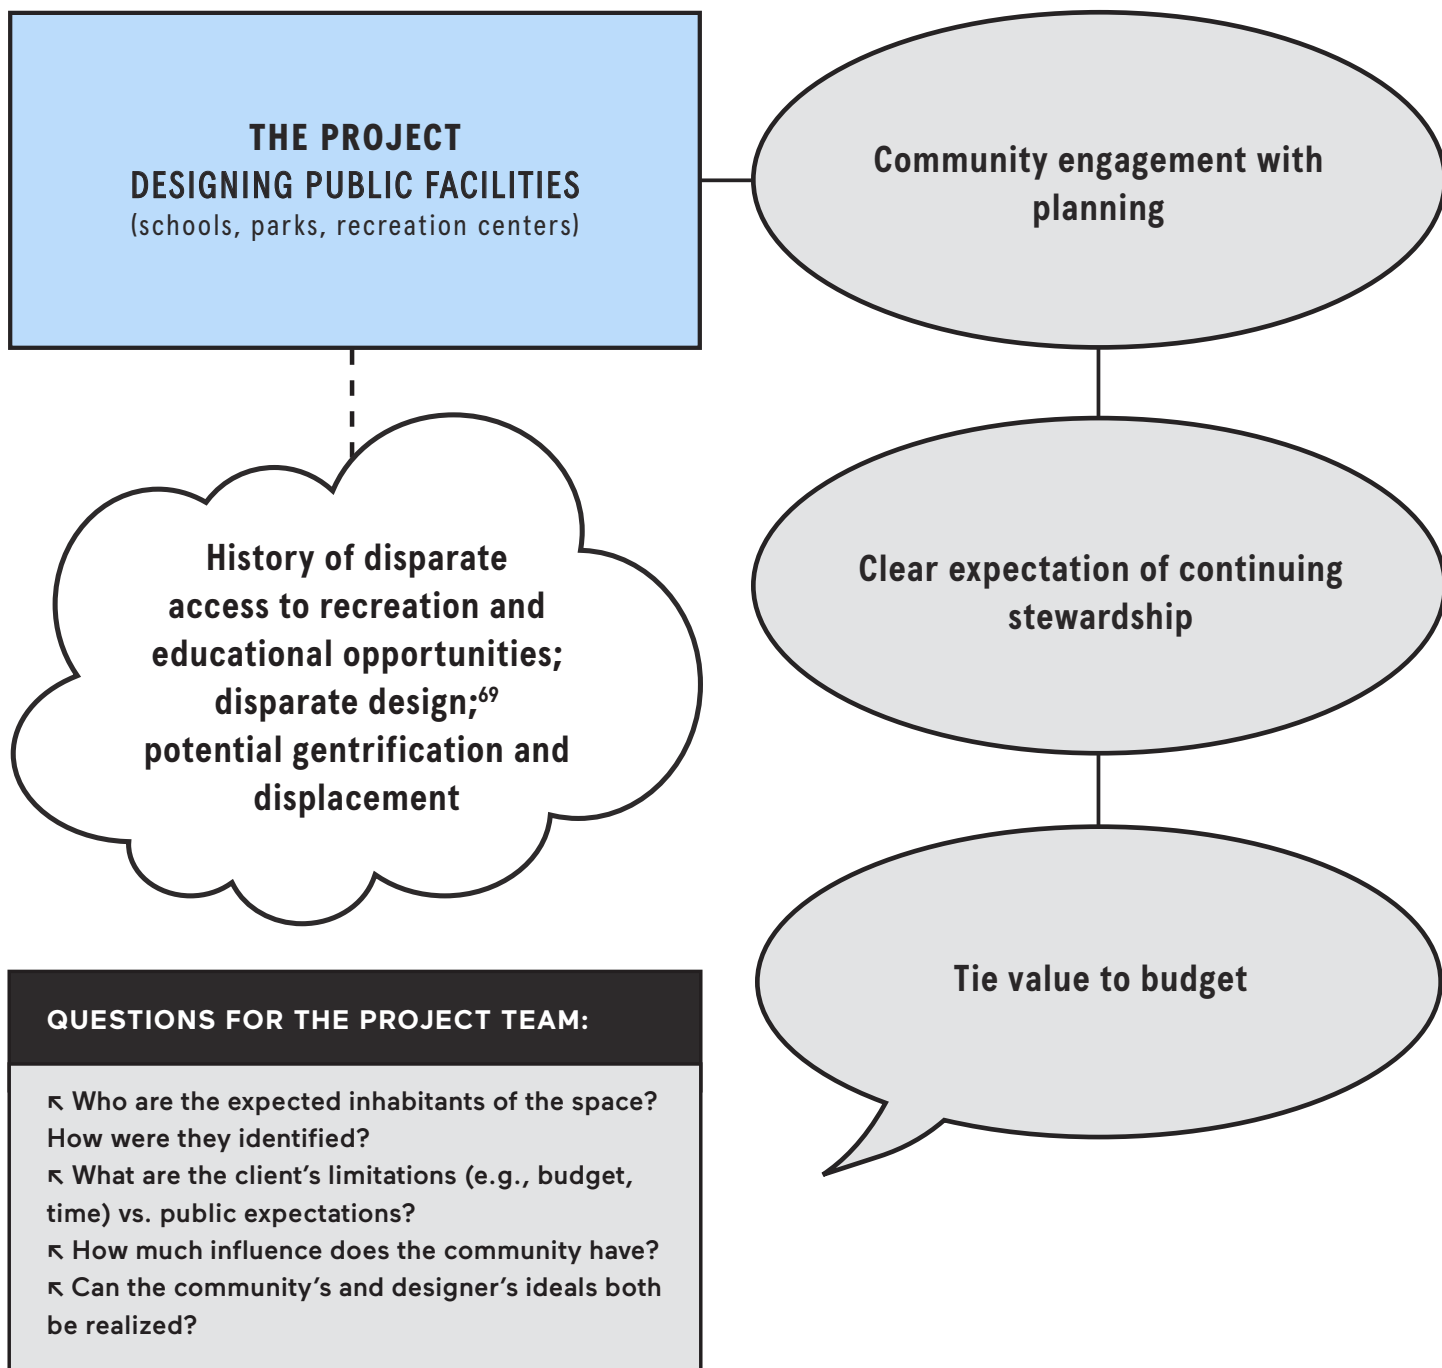 THE PROJECT
DESIGNING PUBLIC FACILITIES
(schools, parks, recreation centers)
Community engagement with
planning
History of disparate
access to recreation and
educational opportunities;
disparate design;⁶⁹
potential gentrification and
displacement
Clear expectation of continuing
stewardship
Tie value to budget
QUESTIONS FOR THE PROJECT TEAM:
↖ Who are the expected inhabitants of the space?
How were they identified?
↖ What are the client’s limitations (e.g., budget,
time) vs. public expectations?
↖ How much influence does the community have?
↖ Can the community’s and designer’s ideals both
be realized?